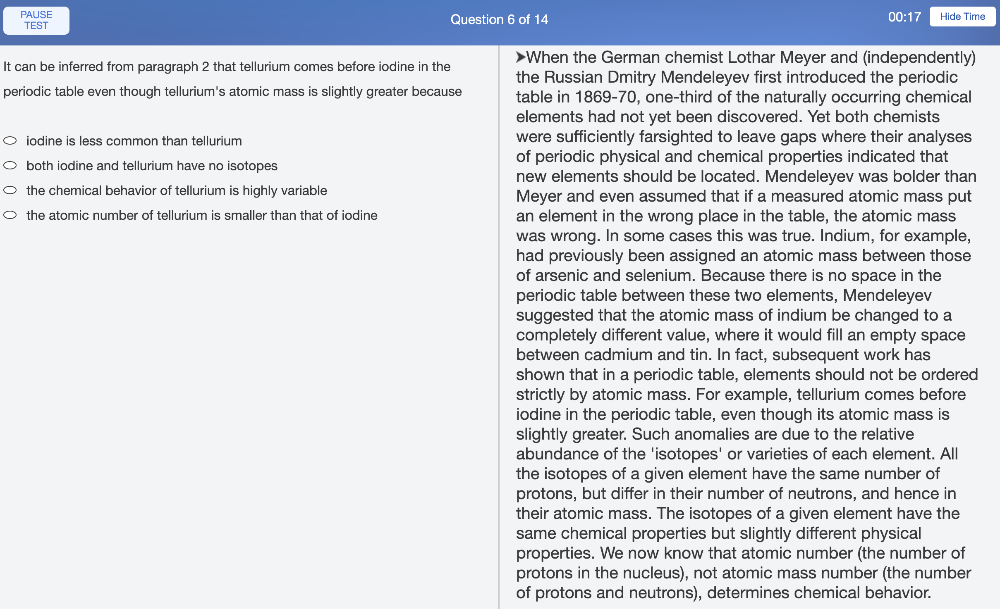 PAUSE
TEST
Question 6 of 14
00:17
Hide Time
It can be inferred from paragraph 2 that tellurium comes before iodine in the
periodic table even though tellurium's atomic mass is slightly greater because
iodine is less common than tellurium
both iodine and tellurium have no isotopes
the chemical behavior of tellurium is highly variable
the atomic number of tellurium is smaller than that of iodine
➤When the German chemist Lothar Meyer and (independently)
the Russian Dmitry Mendeleyev first introduced the periodic
table in 1869-70, one-third of the naturally occurring chemical
elements had not yet been discovered. Yet both chemists
were sufficiently farsighted to leave gaps where their analyses
of periodic physical and chemical properties indicated that
new elements should be located. Mendeleyev was bolder than
Meyer and even assumed that if a measured atomic mass put
an element in the wrong place in the table, the atomic mass
was wrong. In some cases this was true. Indium, for example,
had previously been assigned an atomic mass between those
of arsenic and selenium. Because there is no space in the
periodic table between these two elements, Mendeleyev
suggested that the atomic mass of indium be changed to a
completely different value, where it would fill an empty space
between cadmium and tin. In fact, subsequent work has
shown that in a periodic table, elements should not be ordered
strictly by atomic mass. For example, tellurium comes before
iodine in the periodic table, even though its atomic mass is
slightly greater. Such anomalies are due to the relative
abundance of the 'isotopes' or varieties of each element. All
the isotopes of a given element have the same number of
protons, but differ in their number of neutrons, and hence in
their atomic mass. The isotopes of a given element have the
same chemical properties but slightly different physical
properties. We now know that atomic number (the number of
protons in the nucleus), not atomic mass number (the number
of protons and neutrons), determines chemical behavior.